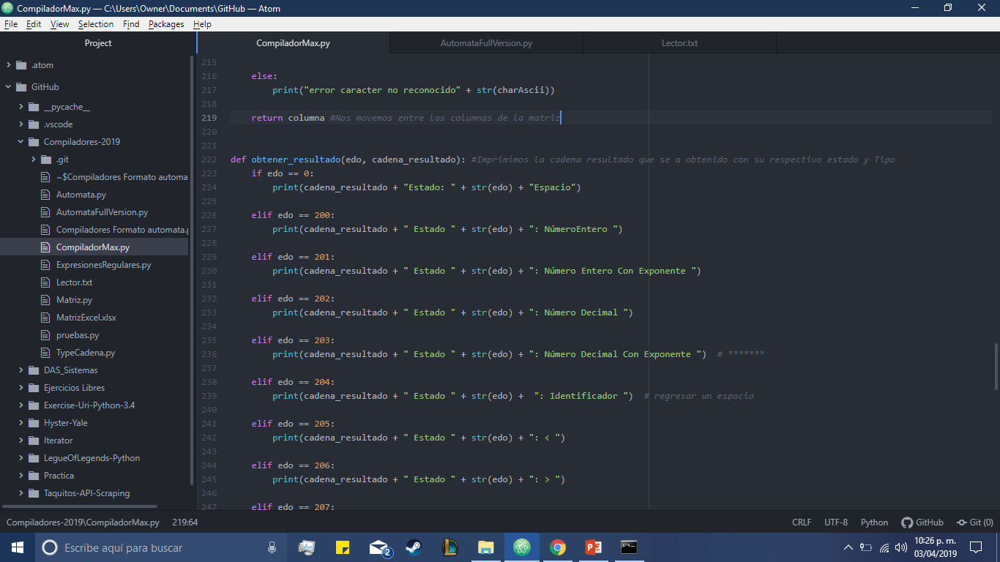 CompiladorMax.py — C:\Users\Owner\Documents\GitHub — Atom
File Edit View Selection Find Packages Help
Project
CompiladorMax.py AutomataFullVersion.py Lector.txt
.atom
GitHub
__pycache__
.vscode
Compiladores-2019
.git
~$Compiladores Formato automa
Automata.py
AutomataFullVersion.py
Compiladores Formato automata.p
CompiladorMax.py
ExpresionesRegulares.py
Lector.txt
Matriz.py
MatrizExcel.xlsx
pruebas.py
TypeCadena.py
DAS_Sistemas
Ejercicios Libres
Exercise-Uri-Python-3.4
Hyster-Yale
Iterator
LegueOfLegends-Python
Practica
Taquitos-API-Scraping
215
216 else:
217 print("error caracter no reconocido" + str(charAscii))
218
219 return columna #Nos movemos entre las columnas de la matriz
220
221
222 def obtener_resultado(edo, cadena_resultado): #Imprimimos la cadena resultado que se a obtenido con su respectivo estado y Tipo
223 if edo == 0:
224 print(cadena_resultado + "Estado: " + str(edo) + "Espacio")
225
226 elif edo == 200:
227 print(cadena_resultado + " Estado " + str(edo) + ": NúmeroEntero ")
228
229 elif edo == 201:
230 print(cadena_resultado + " Estado " + str(edo) + ": Número Entero Con Exponente ")
231
232 elif edo == 202:
233 print(cadena_resultado + " Estado " + str(edo) + ": Número Decimal ")
234
235 elif edo == 203:
236 print(cadena_resultado + " Estado " + str(edo) + ": Número Decimal Con Exponente ")  # *******
237
238 elif edo == 204:
239 print(cadena_resultado + " Estado " + str(edo) +  ": Identificador ")  # regresar un espacio
240
241 elif edo == 205:
242 print(cadena_resultado + " Estado " + str(edo) + ": < ")
243
244 elif edo == 206:
245 print(cadena_resultado + " Estado " + str(edo) + ": > ")
246
247 elif edo == 207:
Compiladores-2019\CompiladorMax.py 219:64 CRLF UTF-8 Python GitHub Git (0)
Escribe aquí para buscar
2
10:26 p. m.
03/04/2019